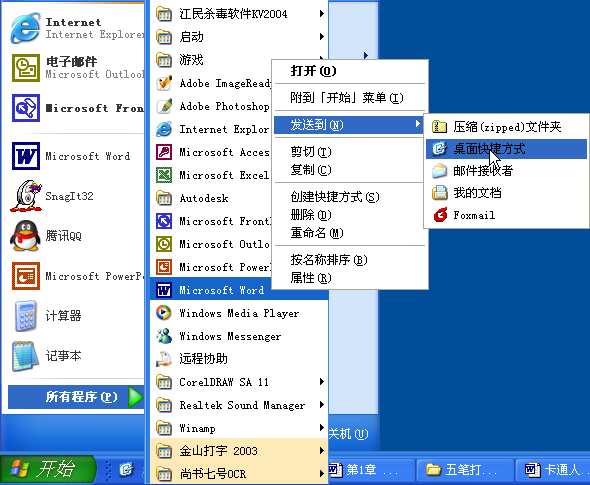 Internet
Internet Explorer
电子邮件
Microsoft Outlook
Microsoft Fron
Microsoft Word
SnagIt32
腾讯QQ
Microsoft PowerPo
计算器
记事本
所有程序(P)
江民杀毒软件KV2004
启动
游戏
Adobe ImageReady
Adobe Photoshop
Internet Explor
Microsoft Acces
Microsoft Excel
Autodesk
Microsoft FrontP
Microsoft Outlo
Microsoft PowerP
Microsoft Word
Windows Media Player
Windows Messenger
远程协助
CorelDRAW SA 11
Realtek Sound Manager
Winamp
金山打字 2003
尚书七号OCR
打开(O)
附到「开始」菜单(I)
发送到(N)
剪切(T)
复制(C)
创建快捷方式(S)
删除(D)
重命名(M)
按名称排序(B)
属性(R)
压缩(zipped)文件夹
桌面快捷方式
邮件接收者
我的文档
Foxmail
关机(U)
开始
第1章 ...
五笔打...
卡通人...